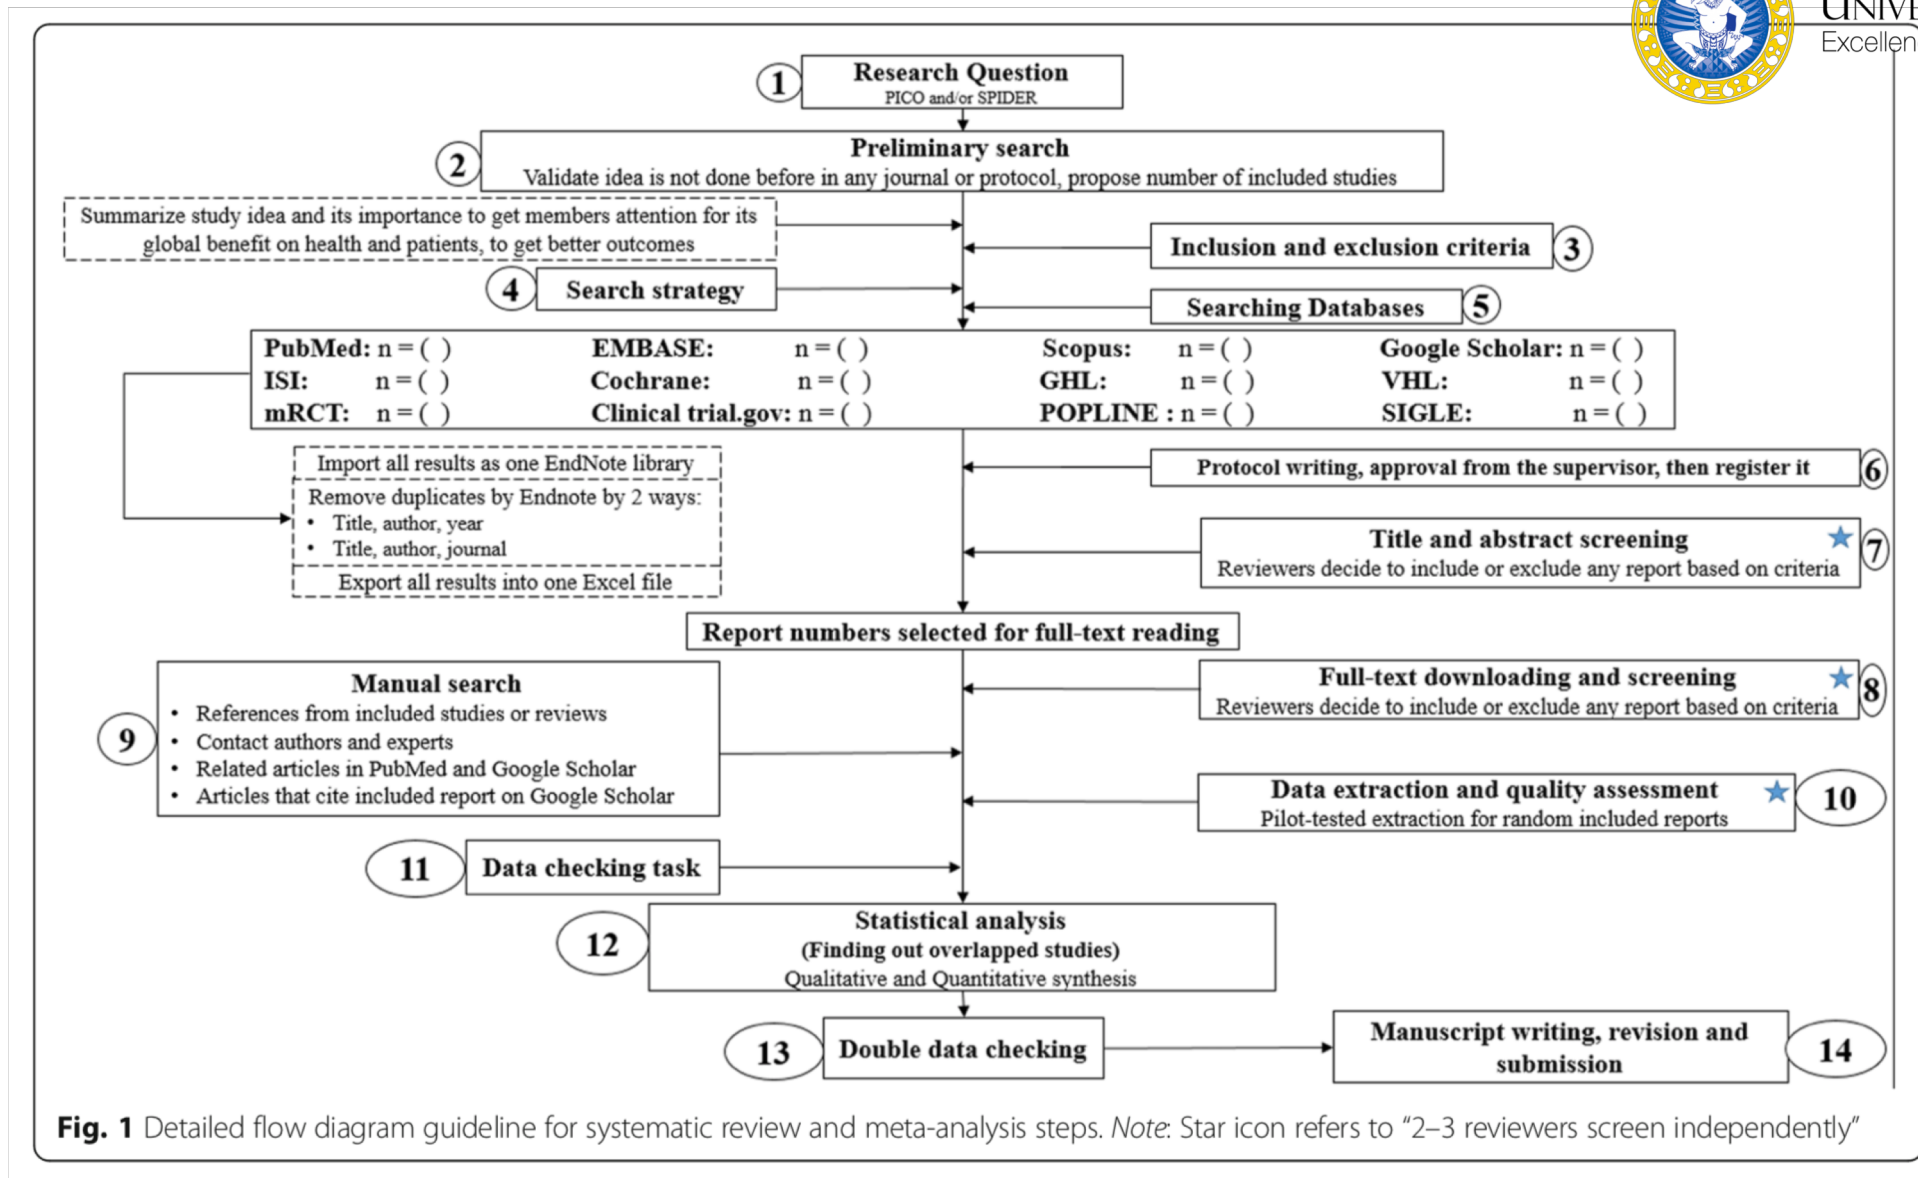 UNIVE
Excellen
1
Research Question
PICO and/or SPIDER
2
Preliminary search
Validate idea is not done before in any journal or protocol, propose number of included studies
Summarize study idea and its importance to get members attention for its
global benefit on health and patients, to get better outcomes
Inclusion and exclusion criteria
3
4
Search strategy
Searching Databases
5
PubMed: n = ( ) EMBASE: n = ( ) Scopus: n = ( ) Google Scholar: n = ( )
ISI: n = ( ) Cochrane: n = ( ) GHL: n = ( ) VHL: n = ( )
mRCT: n = ( ) Clinical trial.gov: n = ( ) POPLINE : n = ( ) SIGLE: n = ( )
Import all results as one EndNote library
Remove duplicates by Endnote by 2 ways:
• Title, author, year
• Title, author, journal
Export all results into one Excel file
Protocol writing, approval from the supervisor, then register it
6
Title and abstract screening
Reviewers decide to include or exclude any report based on criteria
7
Report numbers selected for full-text reading
Full-text downloading and screening
Reviewers decide to include or exclude any report based on criteria
8
9
Manual search
• References from included studies or reviews
• Contact authors and experts
• Related articles in PubMed and Google Scholar
• Articles that cite included report on Google Scholar
Data extraction and quality assessment
Pilot-tested extraction for random included reports
10
11
Data checking task
12
Statistical analysis
(Finding out overlapped studies)
Qualitative and Quantitative synthesis
13
Double data checking
Manuscript writing, revision and
submission
14
Fig. 1 Detailed flow diagram guideline for systematic review and meta-analysis steps. Note: Star icon refers to “2–3 reviewers screen independently”